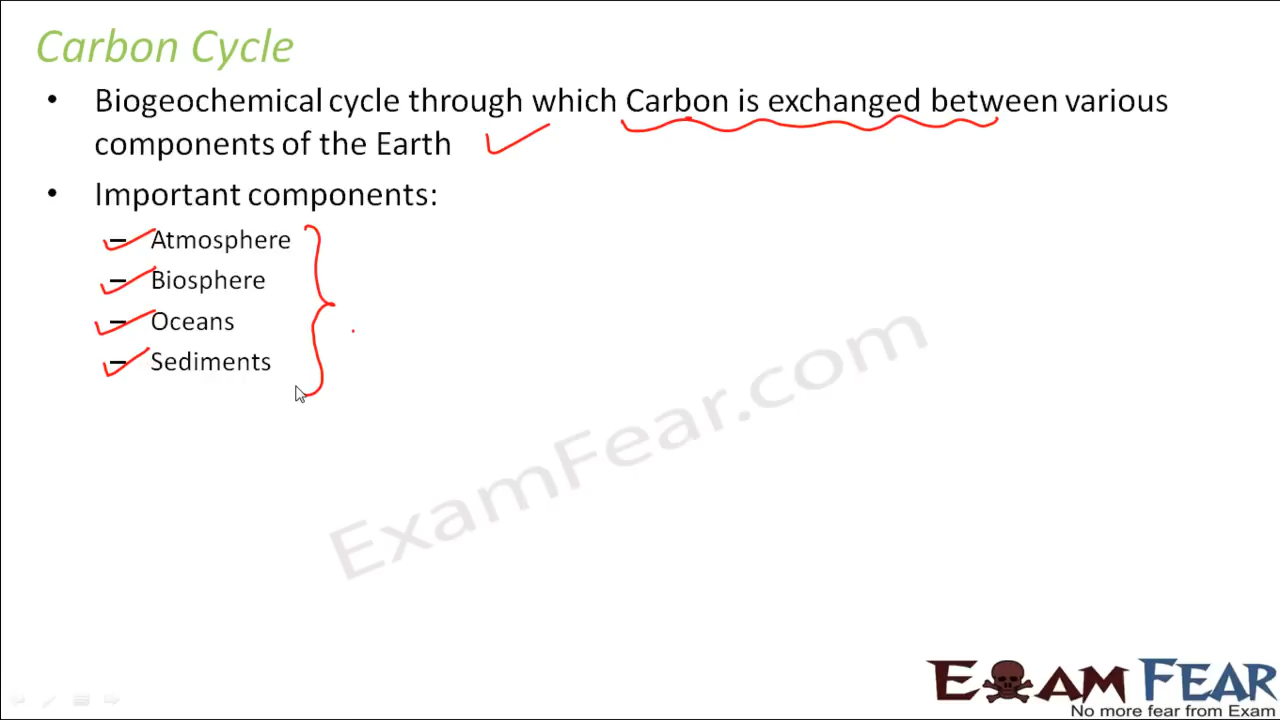 Carbon Cycle
• Biogeochemical cycle through which Carbon is exchanged between various
components of the Earth
• Important components:
– Atmosphere
– Biosphere
– Oceans
– Sediments
ExamFear.com
EXAM FEAR
No more fear from Exam